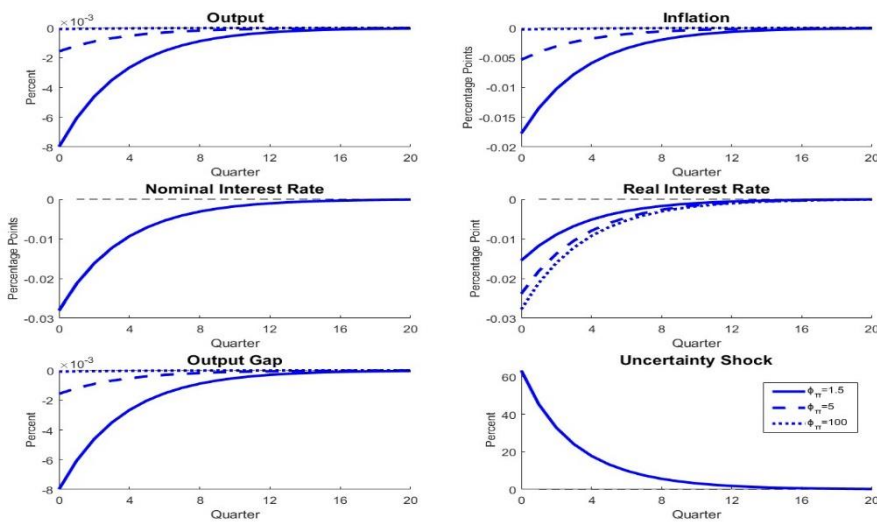 Output
×10⁻³
0
-2
-4
-6
-8
Percent
0 4 8 12 16 20
Quarter
Inflation
0
-0.005
-0.01
-0.015
-0.02
Percentage Points
0 4 8 12 16 20
Quarter
Nominal Interest Rate
0
-0.01
-0.02
-0.03
Percentage Points
0 4 8 12 16 20
Quarter
Real Interest Rate
0
-0.01
-0.02
-0.03
Percentage Point
0 4 8 12 16 20
Quarter
Output Gap
×10⁻³
0
-2
-4
-6
-8
Percent
0 4 8 12 16 20
Quarter
Uncertainty Shock
60
40
20
0
Percent
0 4 8 12 16 20
Quarter
ϕπ=1.5
ϕπ=5
ϕπ=100